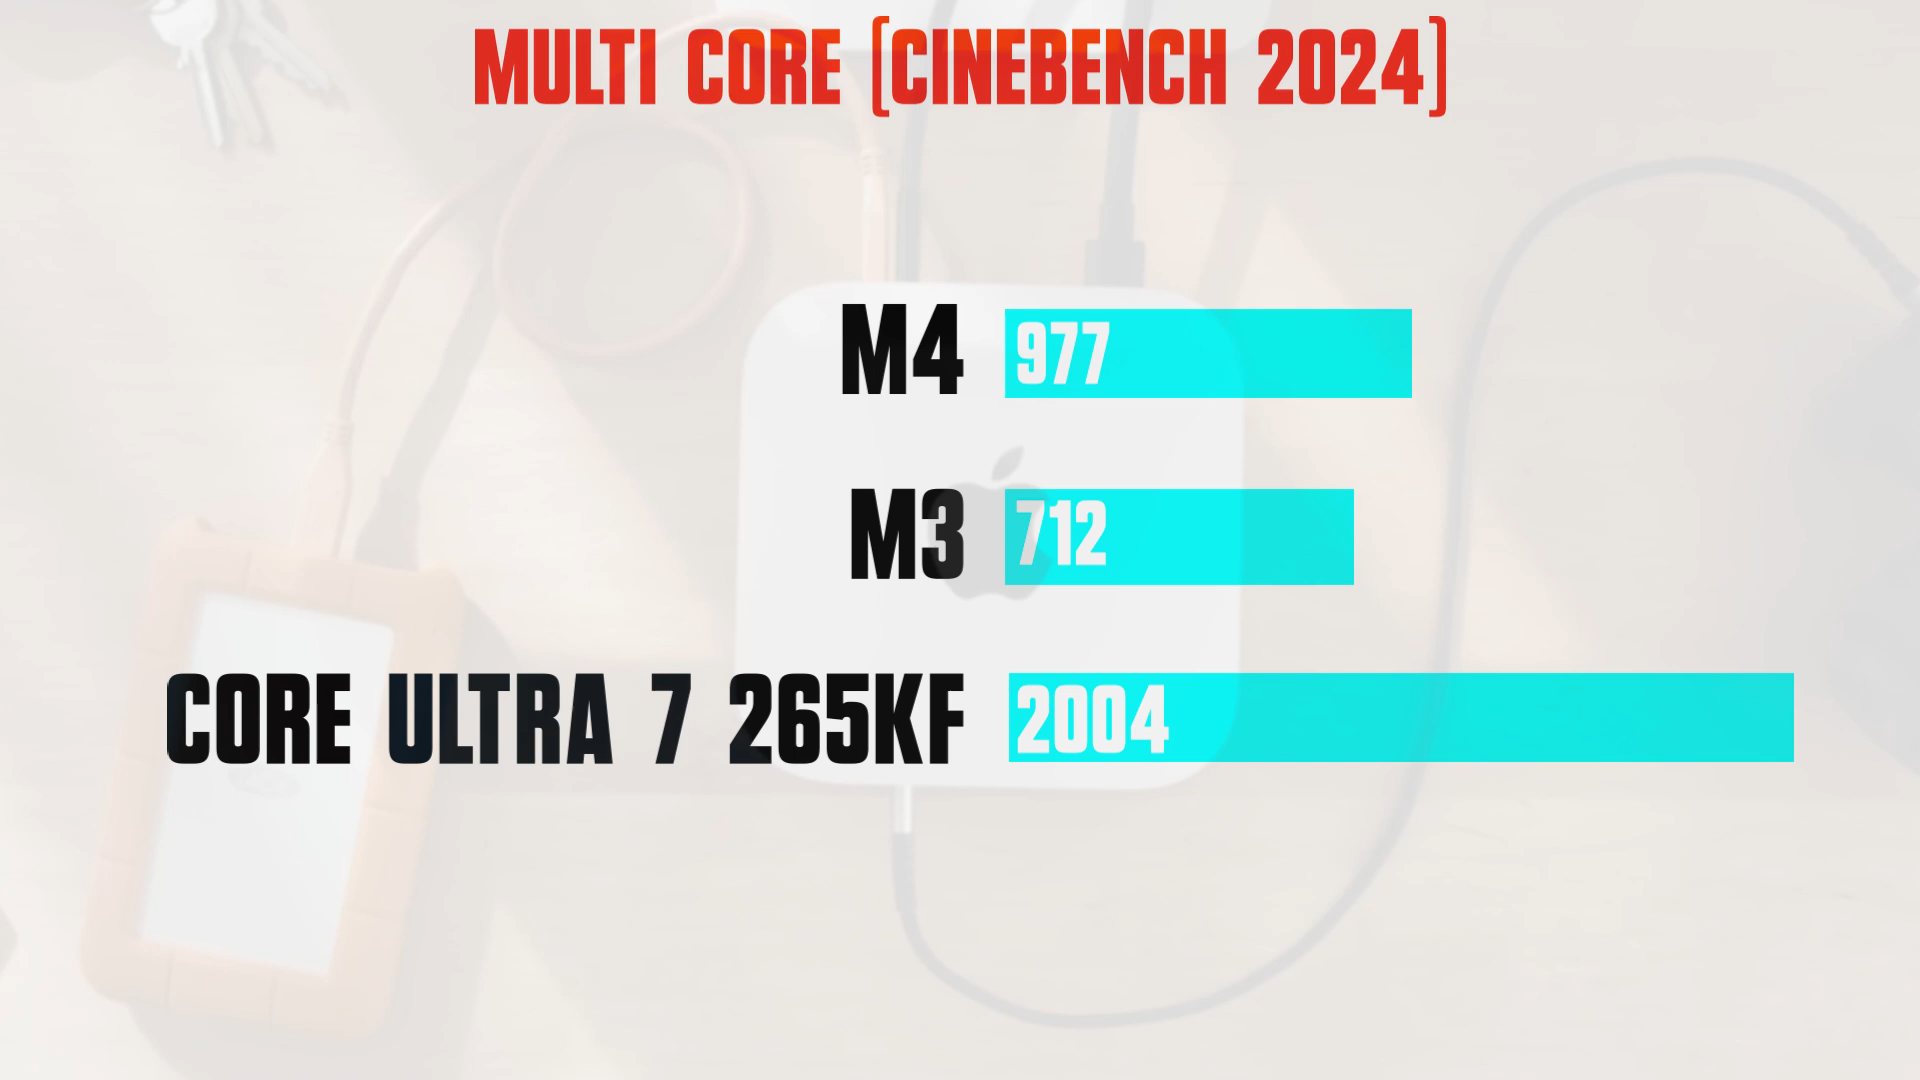 MULTI CORE (CINEBENCH 2024)
M4 977
M3 712
CORE ULTRA 7 265KF 2004